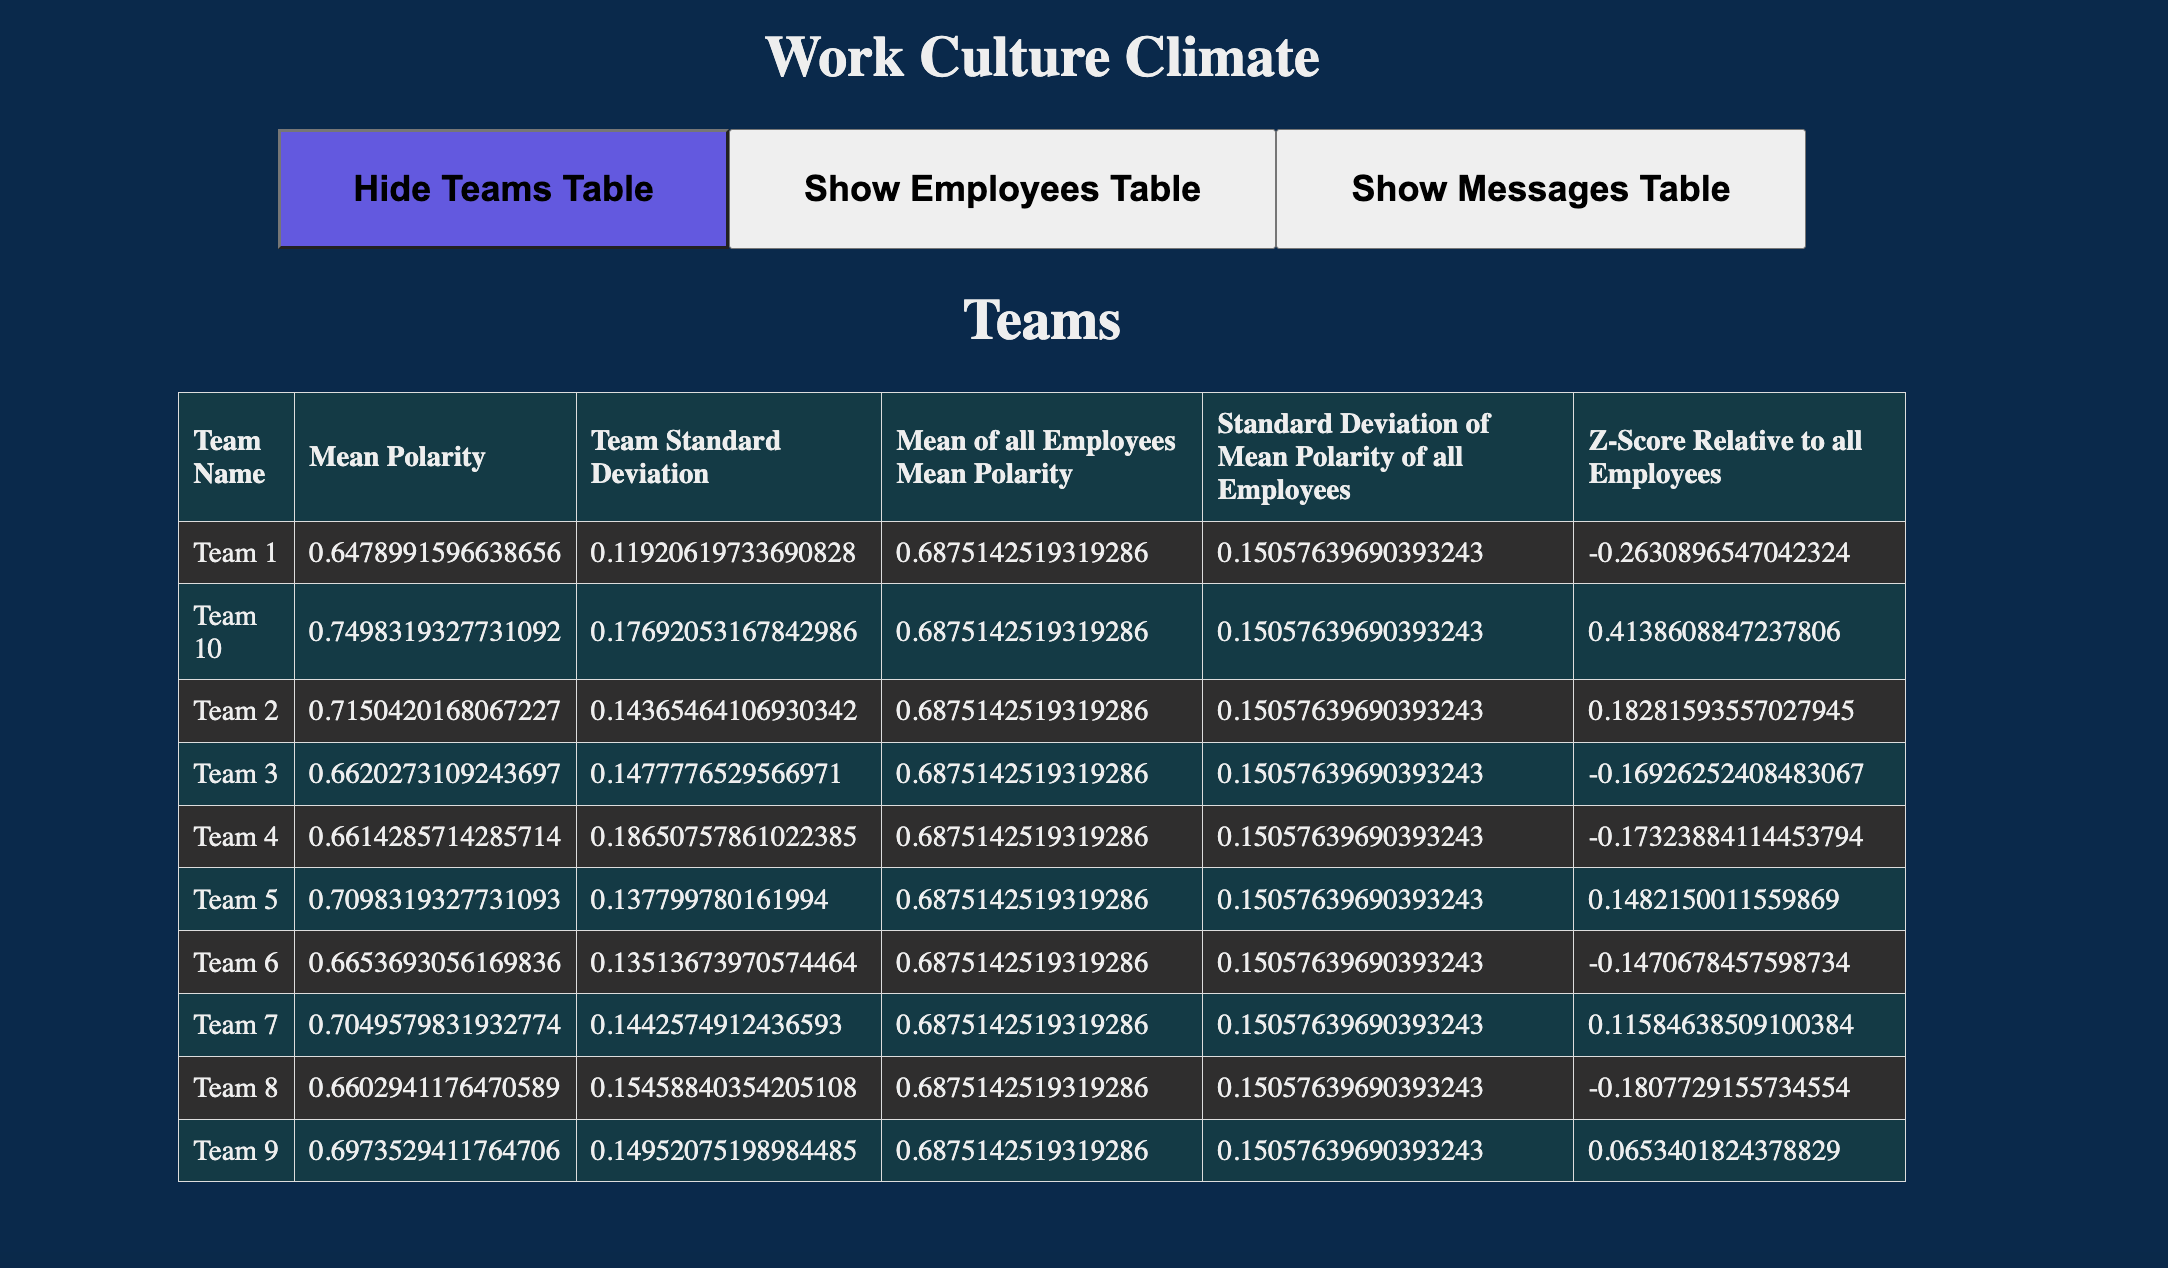 Work Culture Climate
Hide Teams Table Show Employees Table Show Messages Table
Teams
Team Name Mean Polarity Team Standard Deviation Mean of all Employees Mean Polarity Standard Deviation of Mean Polarity of all Employees Z-Score Relative to all Employees
Team 1 0.6478991596638656 0.11920619733690828 0.6875142519319286 0.15057639690393243 -0.2630896547042324
Team 10 0.7498319327731092 0.17692053167842986 0.6875142519319286 0.15057639690393243 0.4138608847237806
Team 2 0.7150420168067227 0.14365464106930342 0.6875142519319286 0.15057639690393243 0.18281593557027945
Team 3 0.6620273109243697 0.1477776529566971 0.6875142519319286 0.15057639690393243 -0.16926252408483067
Team 4 0.6614285714285714 0.18650757861022385 0.6875142519319286 0.15057639690393243 -0.17323884114453794
Team 5 0.7098319327731093 0.137799780161994 0.6875142519319286 0.15057639690393243 0.1482150011559869
Team 6 0.6653693056169836 0.13513673970574464 0.6875142519319286 0.15057639690393243 -0.1470678457598734
Team 7 0.7049579831932774 0.1442574912436593 0.6875142519319286 0.15057639690393243 0.11584638509100384
Team 8 0.6602941176470589 0.15458840354205108 0.6875142519319286 0.15057639690393243 -0.1807729155734554
Team 9 0.6973529411764706 0.14952075198984485 0.6875142519319286 0.15057639690393243 0.0653401824378829